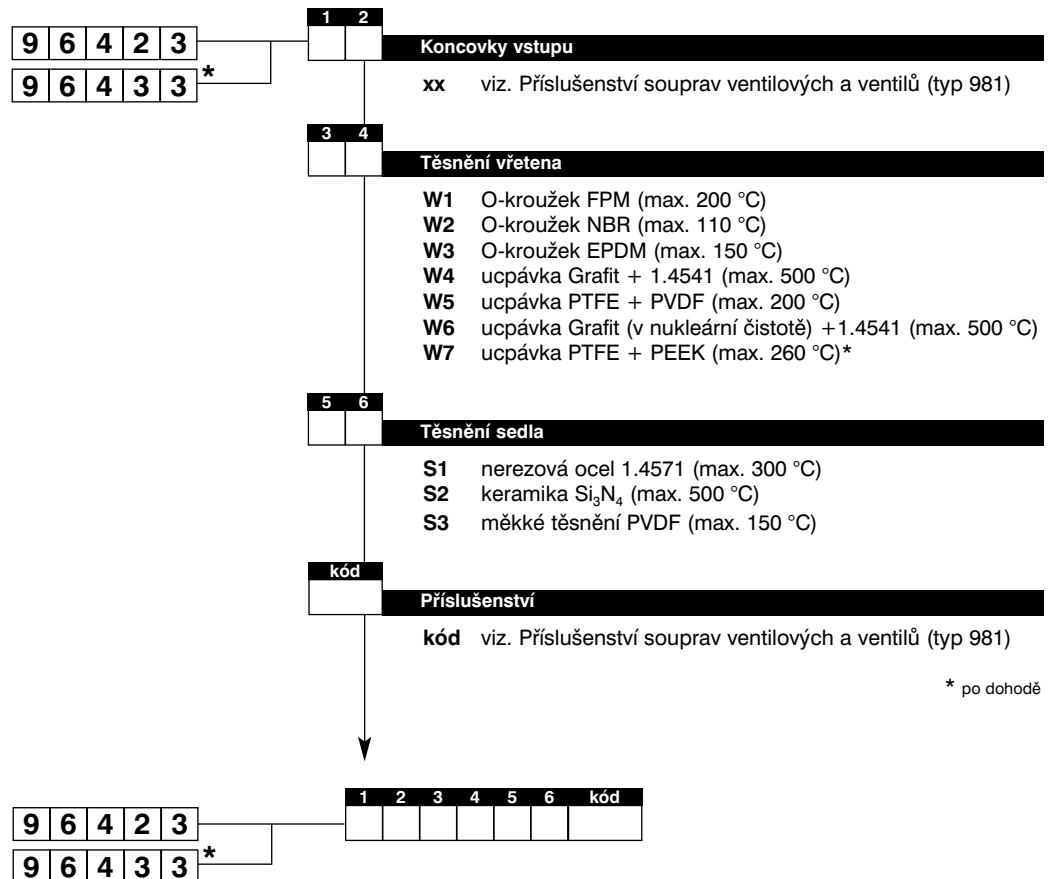 1 2
9 6 4 2 3
Koncovky vstupu
9 6 4 3 3 *
xx viz. Příslušenství souprav ventilových a ventilů (typ 981)
3 4
Těsnění vřetena
W1 O-kroužek FPM (max. 200 °C)
W2 O-kroužek NBR (max. 110 °C)
W3 O-kroužek EPDM (max. 150 °C)
W4 ucpávka Grafit + 1.4541 (max. 500 °C)
W5 ucpávka PTFE + PVDF (max. 200 °C)
W6 ucpávka Grafit (v nukleární čistotě) +1.4541 (max. 500 °C)
W7 ucpávka PTFE + PEEK (max. 260 °C)*
5 6
Těsnění sedla
S1 nerezová ocel 1.4571 (max. 300 °C)
S2 keramika Si₃N₄ (max. 500 °C)
S3 měkké těsnění PVDF (max. 150 °C)
kód
Příslušenství
kód viz. Příslušenství souprav ventilových a ventilů (typ 981)
* po dohodě
1 2 3 4 5 6 kód
9 6 4 2 3
9 6 4 3 3 *